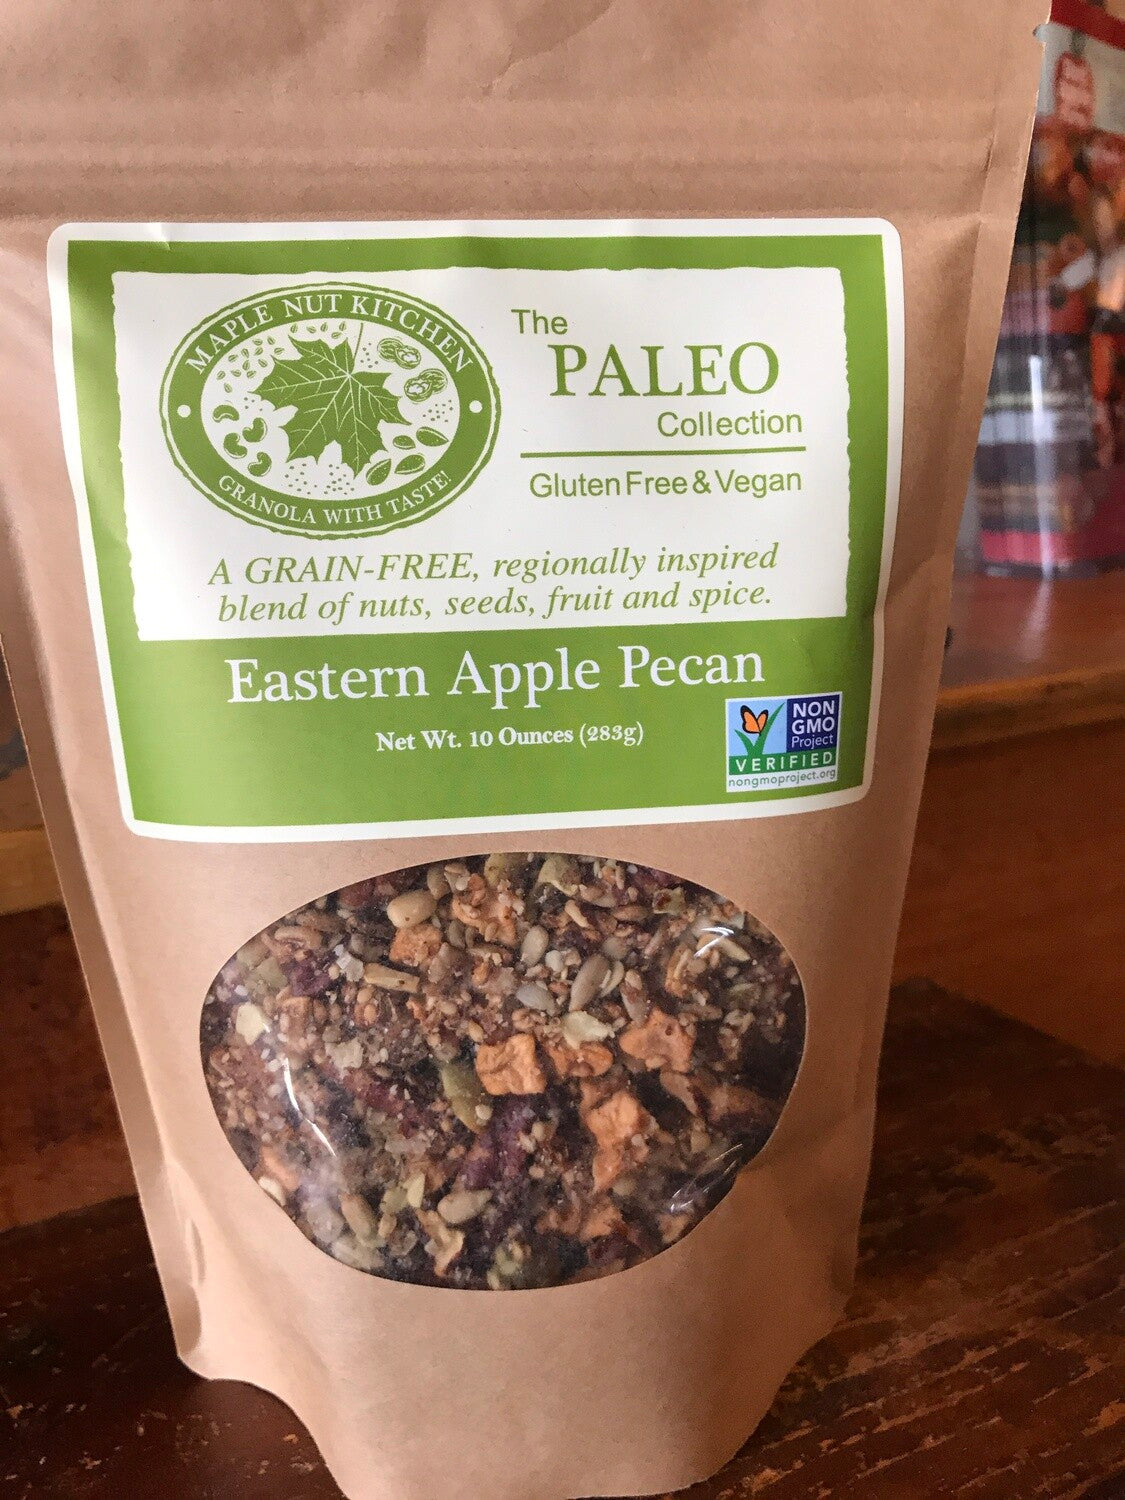 MAPLE NUT KITCHEN
GRANOLA WITH TASTE!
The
PALEO
Collection
Gluten Free & Vegan
A GRAIN-FREE, regionally inspired
blend of nuts, seeds, fruit and spice.
Eastern Apple Pecan
Net Wt. 10 Ounces (283g)
NON
GMO
Project
VERIFIED
nongmoproject.org